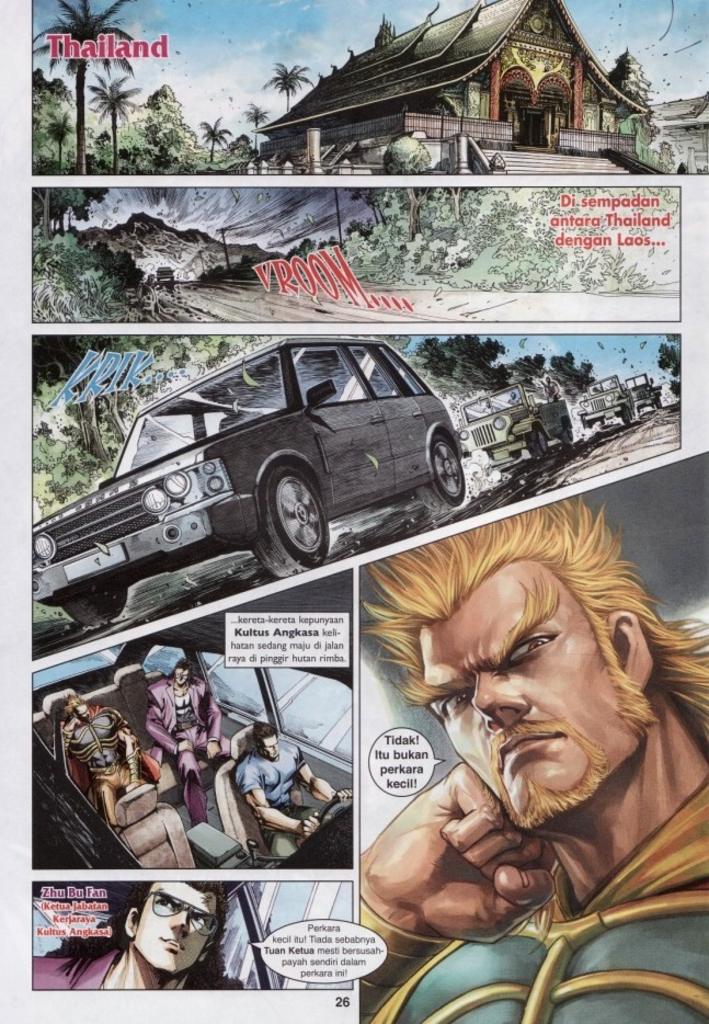 Thailand
Di sempadan
antara Thailand
dengan Laos...
VROOM....
KRIK....
...kereta-kereta kepunyaan
Kultus Angkasa keli-
hatan sedang maju di jalan
raya di pinggir hutan rimba.
Tidak!
Itu bukan
perkara
kecil!
Zhu Bu Fan
(Ketua Jabatan
Kerjaraya
Kultus Angkasa)
Perkara
kecil itu! Tiada sebabnya
Tuan Ketua mesti bersusah-
payah sendiri dalam
perkara ini!
26